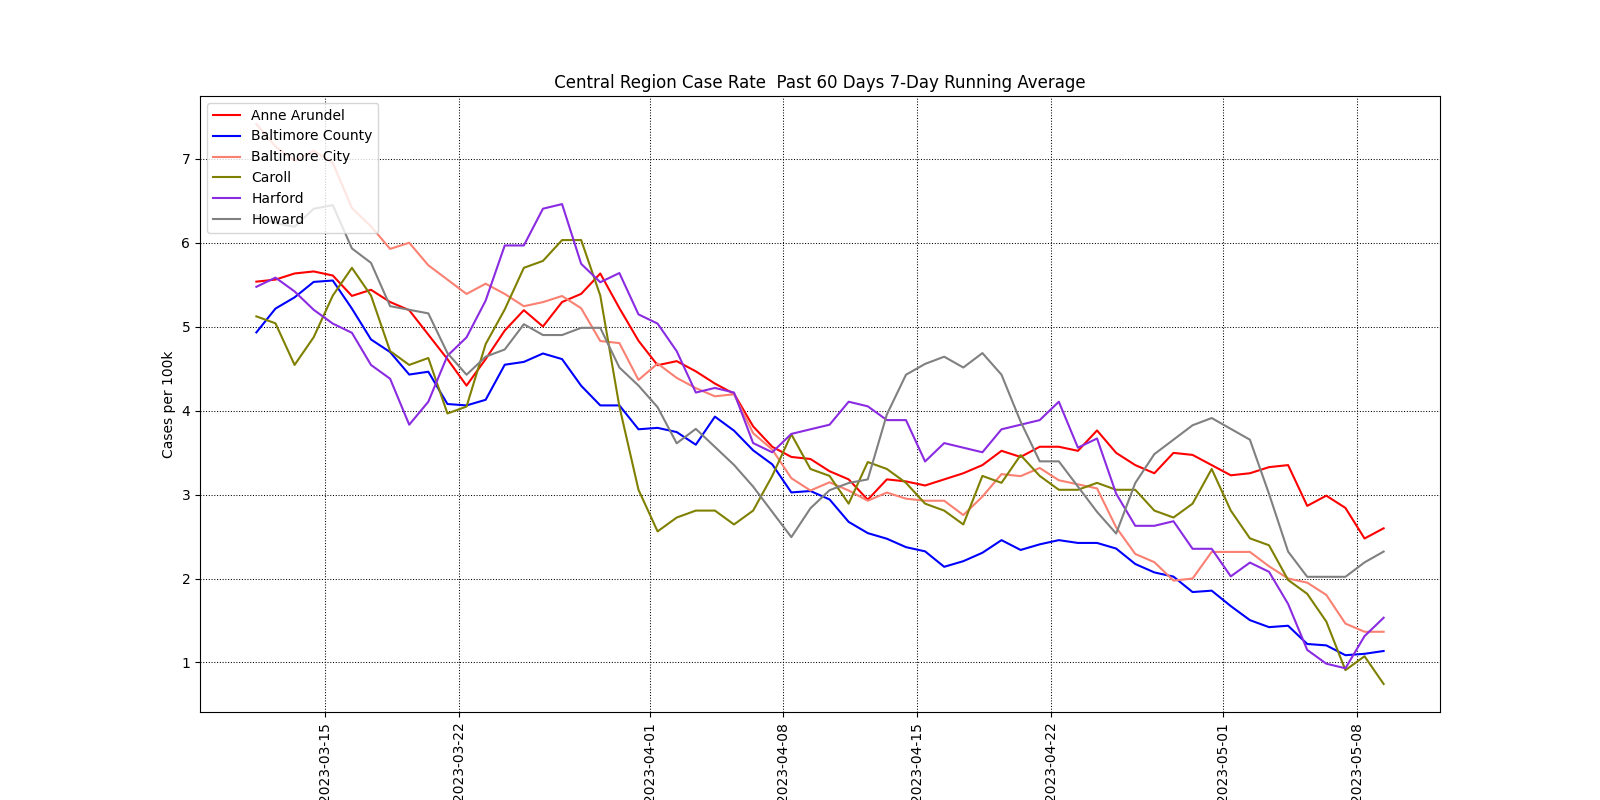 Central Region Case Rate  Past 60 Days 7-Day Running Average
Anne Arundel
Baltimore County
Baltimore City
Caroll
Harford
Howard
Cases per 100k
7
6
5
4
3
2
1
2023-03-15
2023-03-22
2023-04-01
2023-04-08
2023-04-15
2023-04-22
2023-05-01
2023-05-08